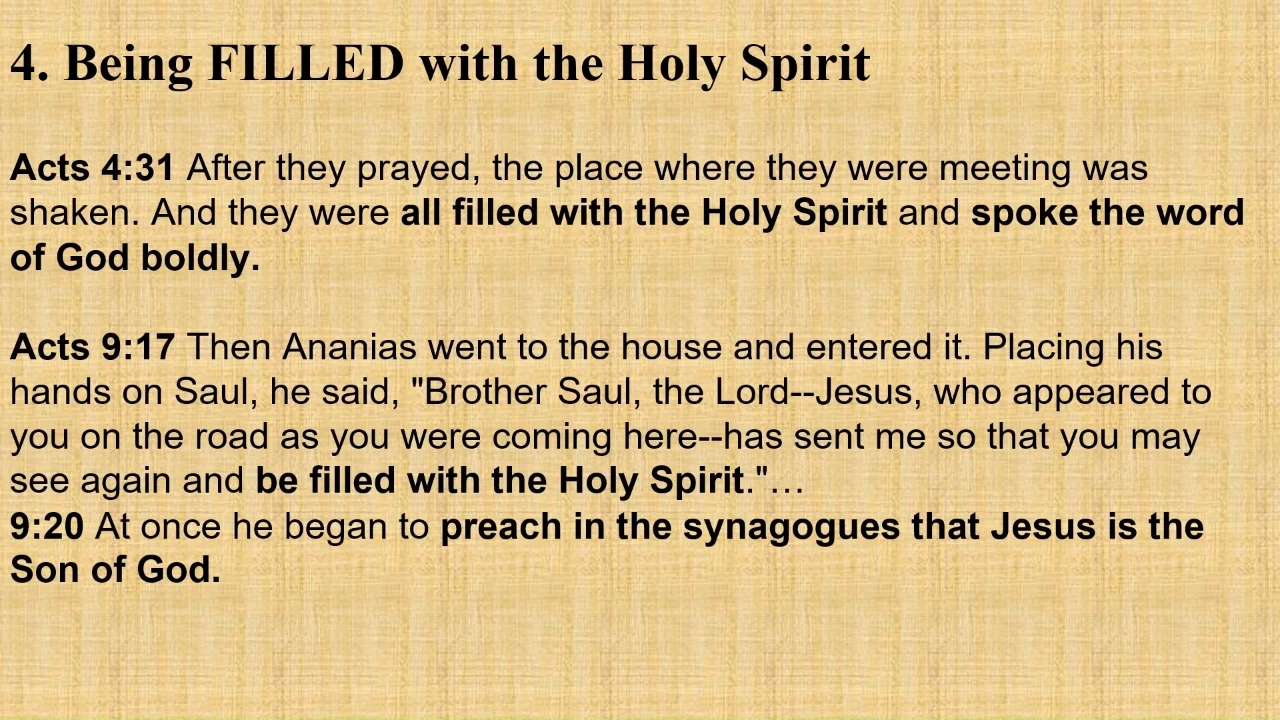 4. Being FILLED with the Holy Spirit
Acts 4:31 After they prayed, the place where they were meeting was
shaken. And they were all filled with the Holy Spirit and spoke the word
of God boldly.
Acts 9:17 Then Ananias went to the house and entered it. Placing his
hands on Saul, he said, "Brother Saul, the Lord--Jesus, who appeared to
you on the road as you were coming here--has sent me so that you may
see again and be filled with the Holy Spirit."…
9:20 At once he began to preach in the synagogues that Jesus is the
Son of God.